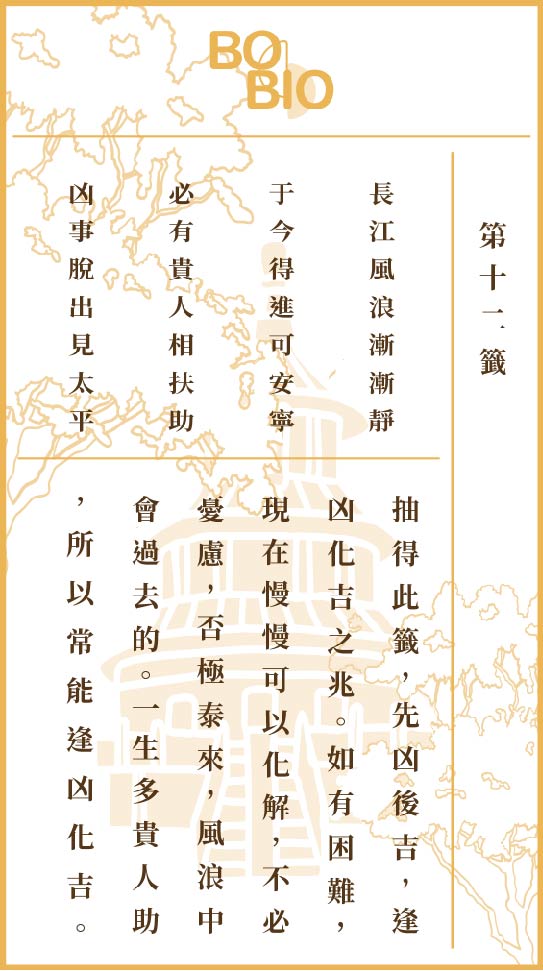 BO
BIO
第十二籤
長江風浪漸漸靜
于今得進可安寧
必有貴人相扶助
凶事脫出見太平
抽得此籤，先凶後吉，逢
凶化吉之兆。如有困難，
現在慢慢可以化解，不必
憂慮，否極泰來，風浪中
會過去的。一生多貴人助
，所以常能逢凶化吉。